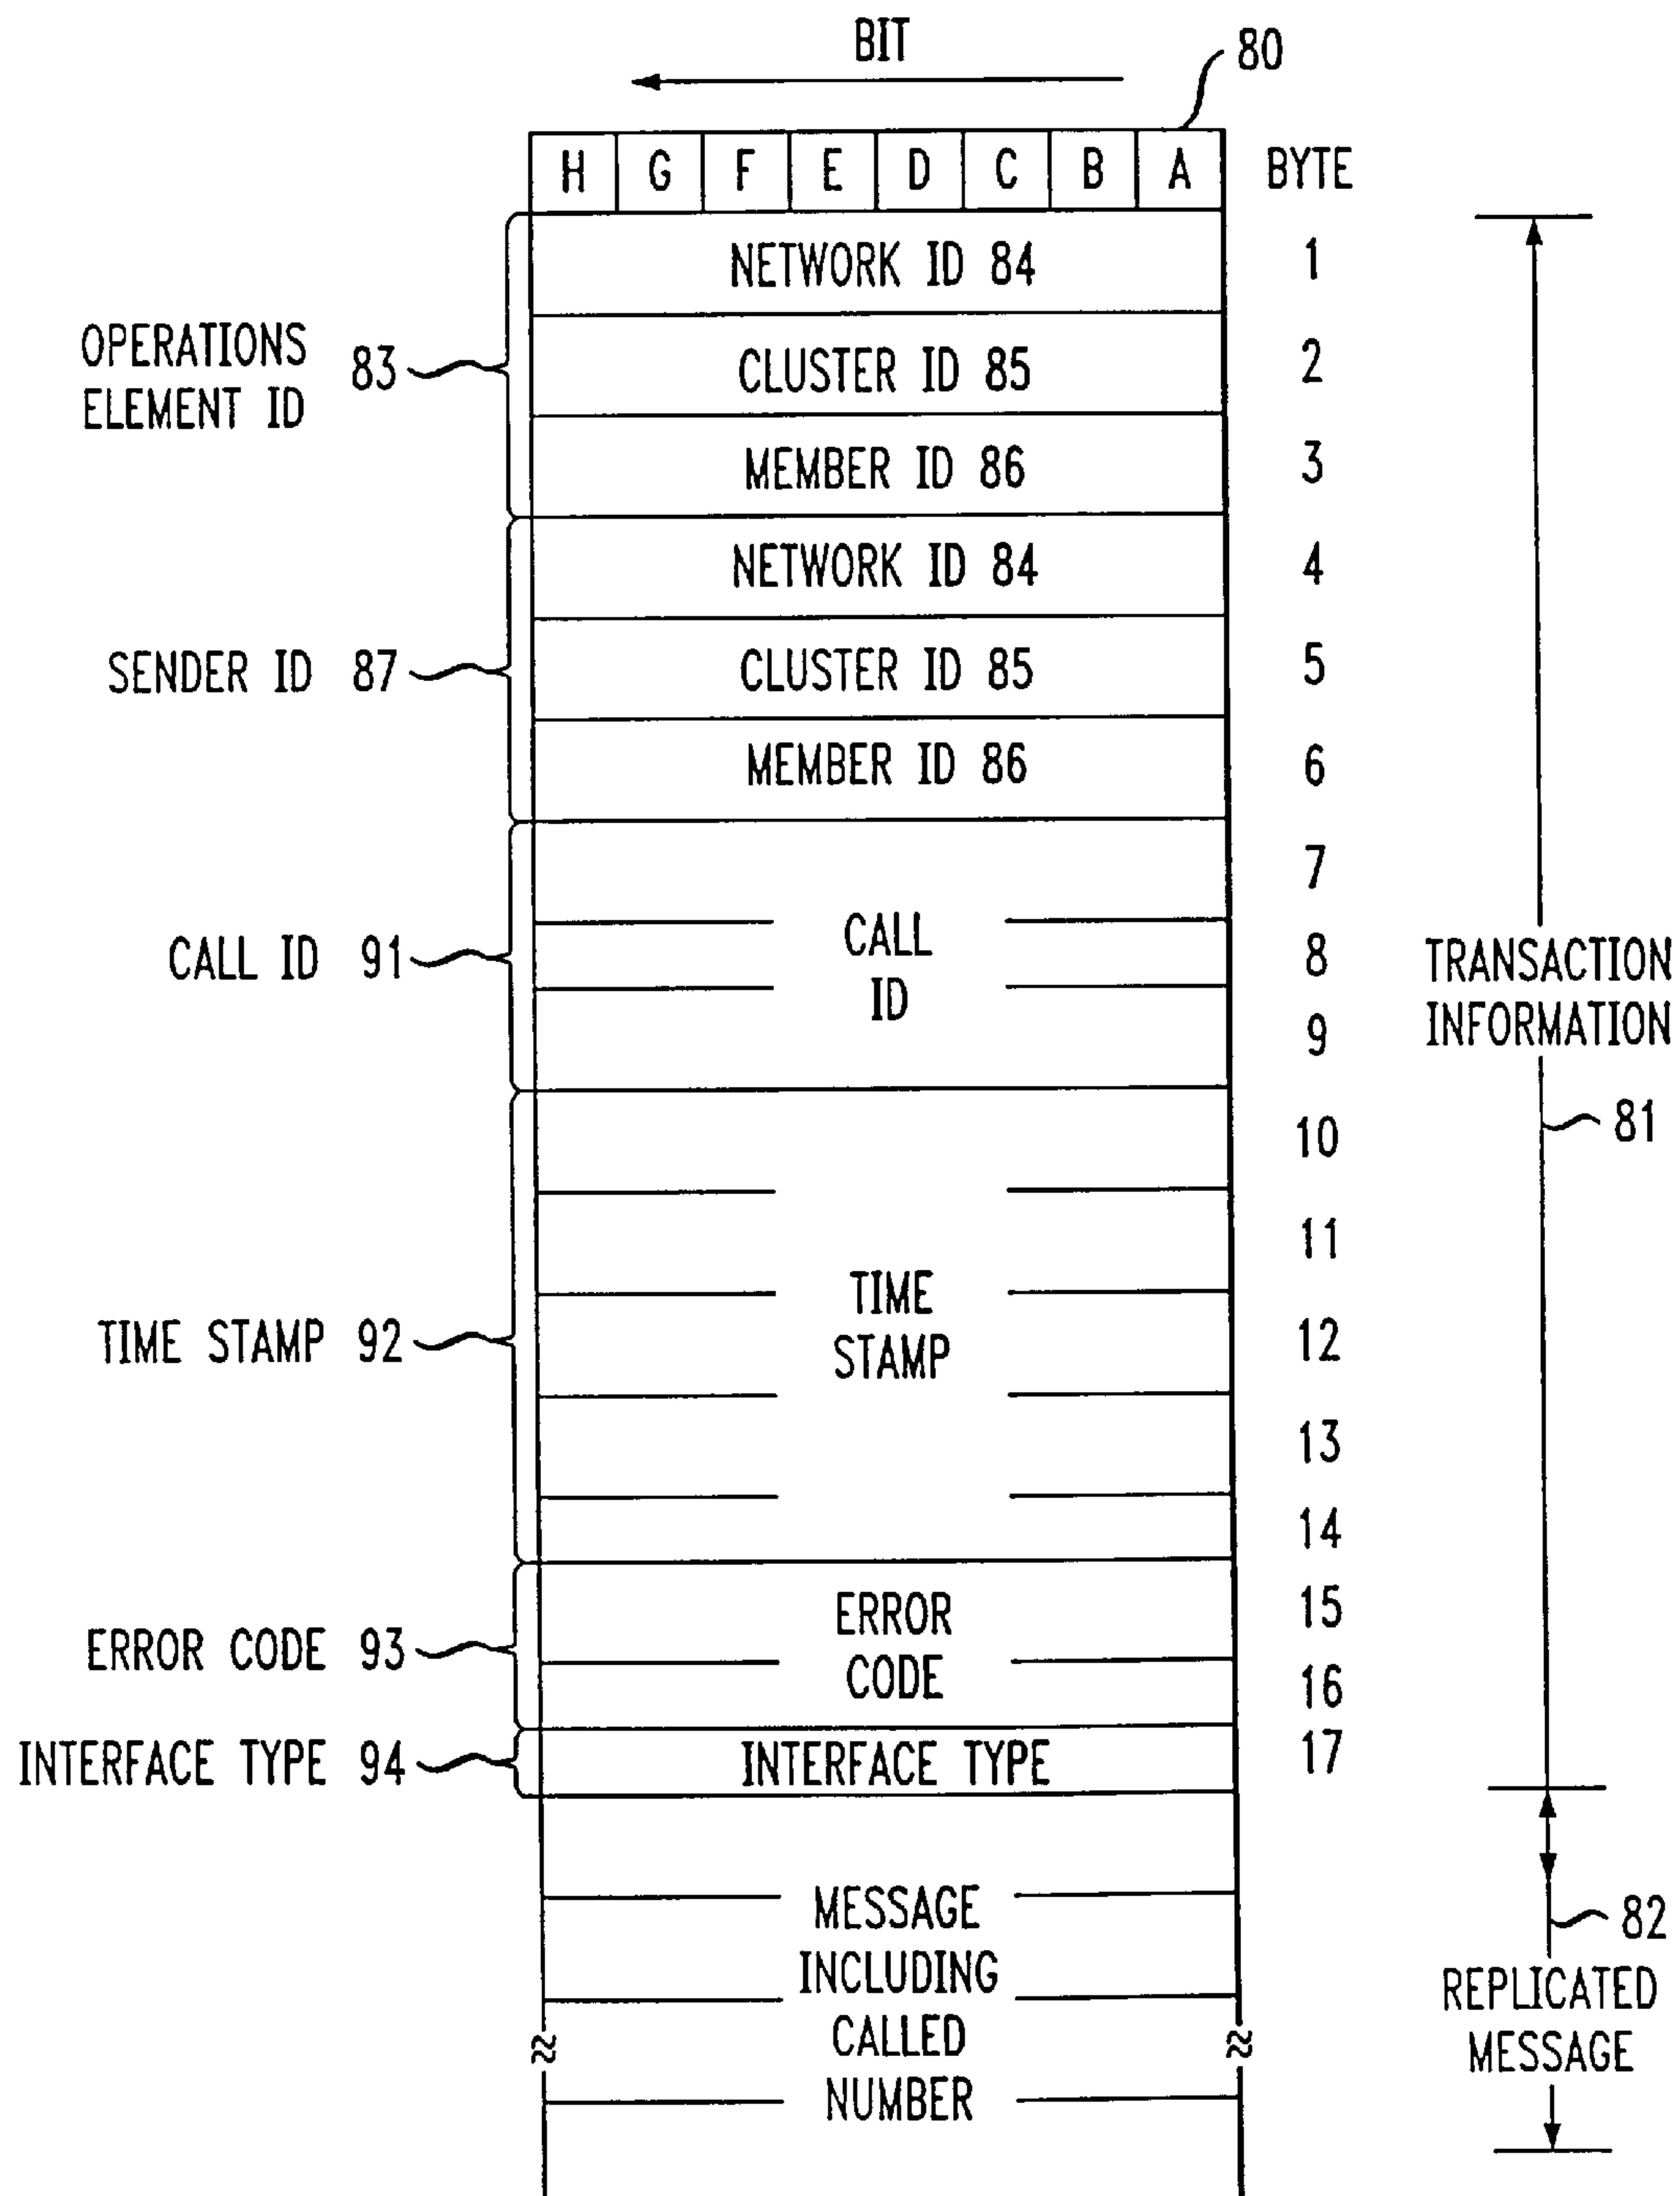 BIT
80
H G F E D C B A BYTE
NETWORK ID 84 1
OPERATIONS
ELEMENT ID 83
CLUSTER ID 85 2
MEMBER ID 86 3
NETWORK ID 84 4
SENDER ID 87
CLUSTER ID 85 5
MEMBER ID 86 6
7
CALL ID 91
CALL
ID
8
9
TRANSACTION
INFORMATION
81
10
11
TIME STAMP 92
TIME
STAMP
12
13
14
ERROR CODE 93
ERROR
CODE
15
16
INTERFACE TYPE 94
INTERFACE TYPE 17
MESSAGE
INCLUDING
CALLED
NUMBER
82
REPLICATED
MESSAGE